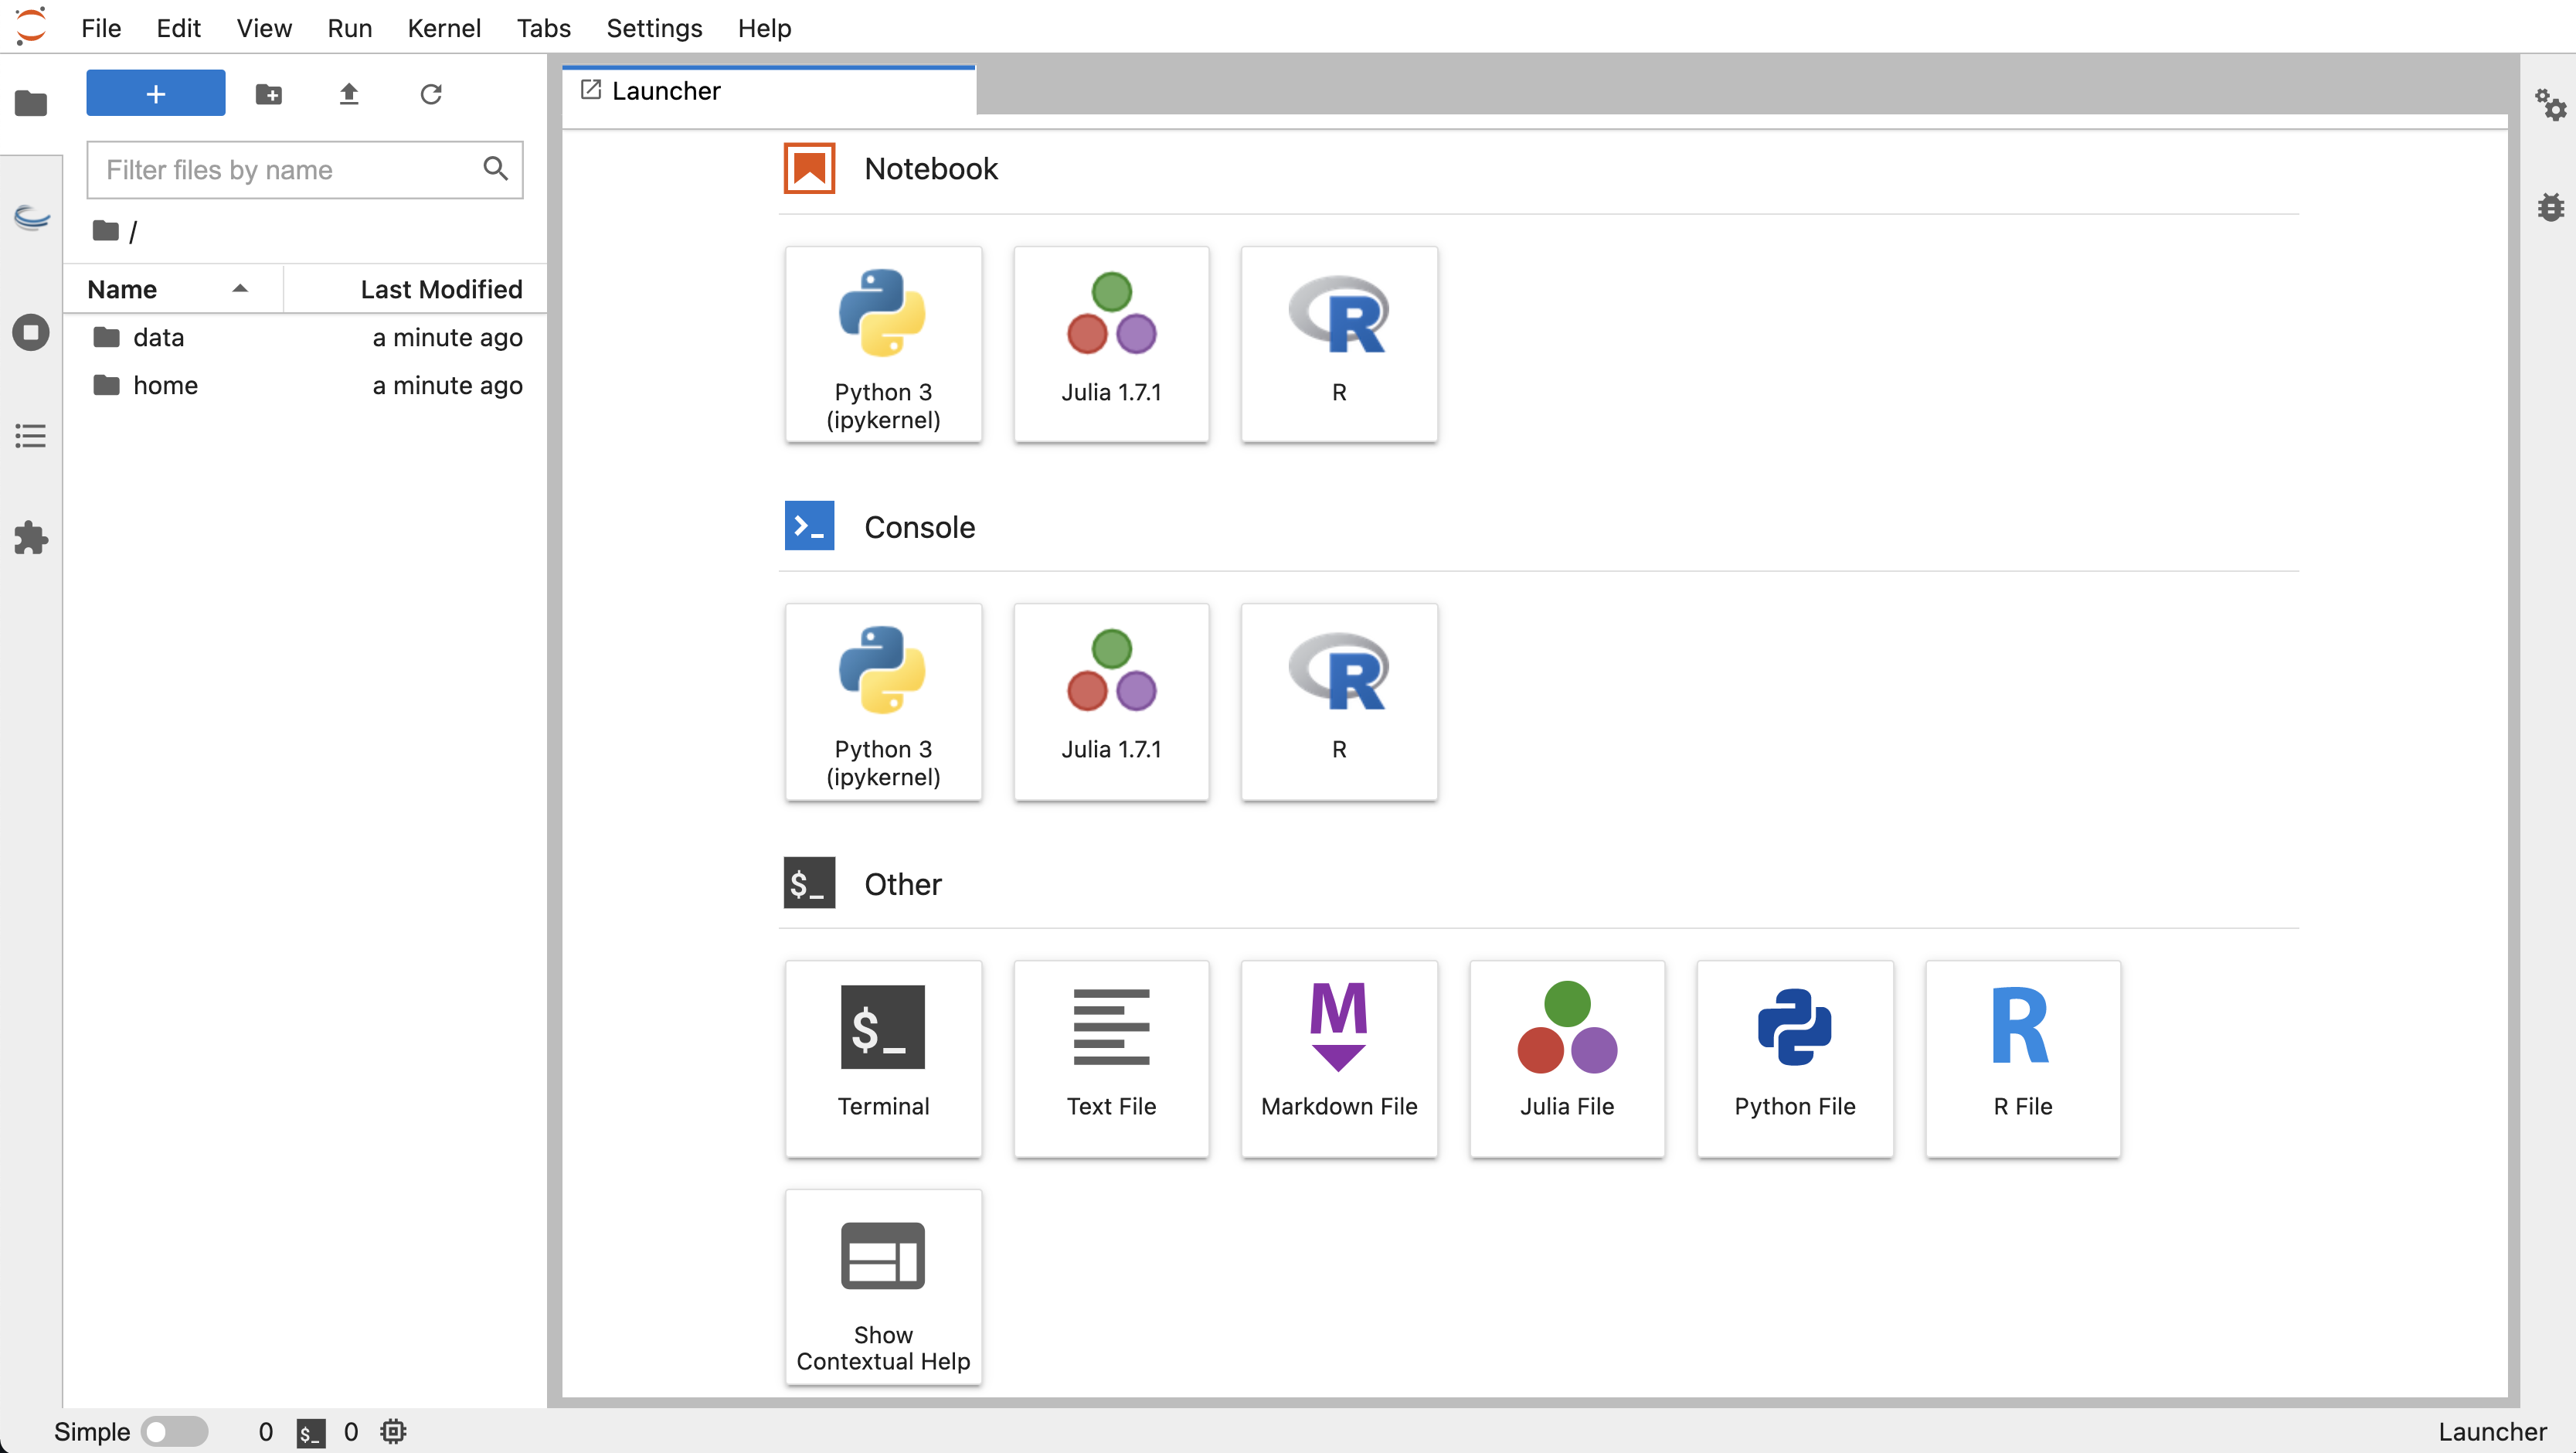 File Edit View Run Kernel Tabs Settings Help
+
Filter files by name
/
Name Last Modified
data a minute ago
home a minute ago
Launcher
Notebook
Python 3
(ipykernel)
Julia 1.7.1
R
Console
Python 3
(ipykernel)
Julia 1.7.1
R
$_ Other
$_
Terminal
Text File
M
Markdown File
Julia File
Python File
R
R File
Show
Contextual Help
Simple 0 $_ 0 Launcher